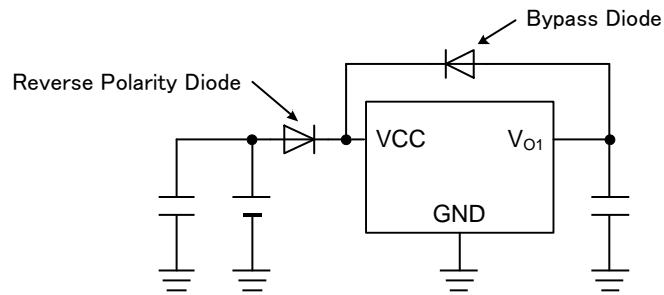 Bypass Diode
Reverse Polarity Diode
VCC
VO1
GND